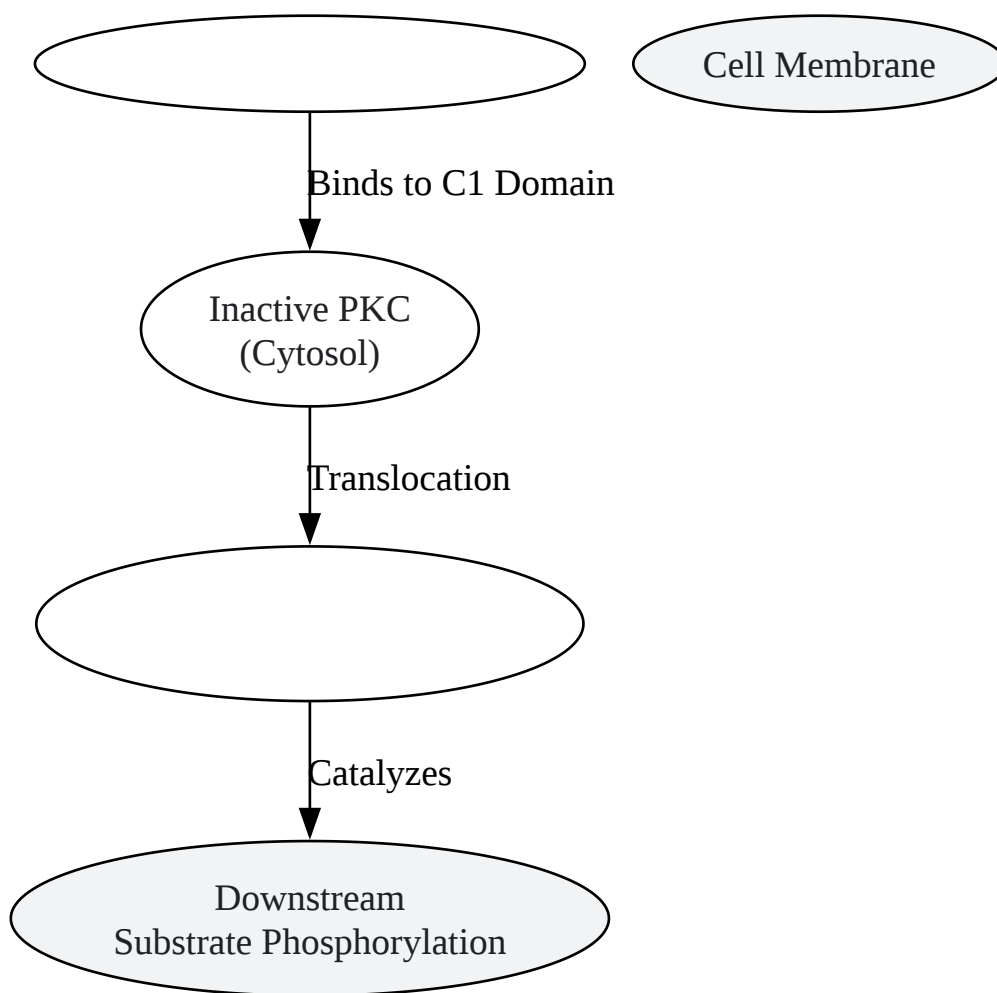 Cell Membrane
Binds to C1 Domain
Inactive PKC
(Cytosol)
Translocation
Catalyzes
Downstream
Substrate Phosphorylation